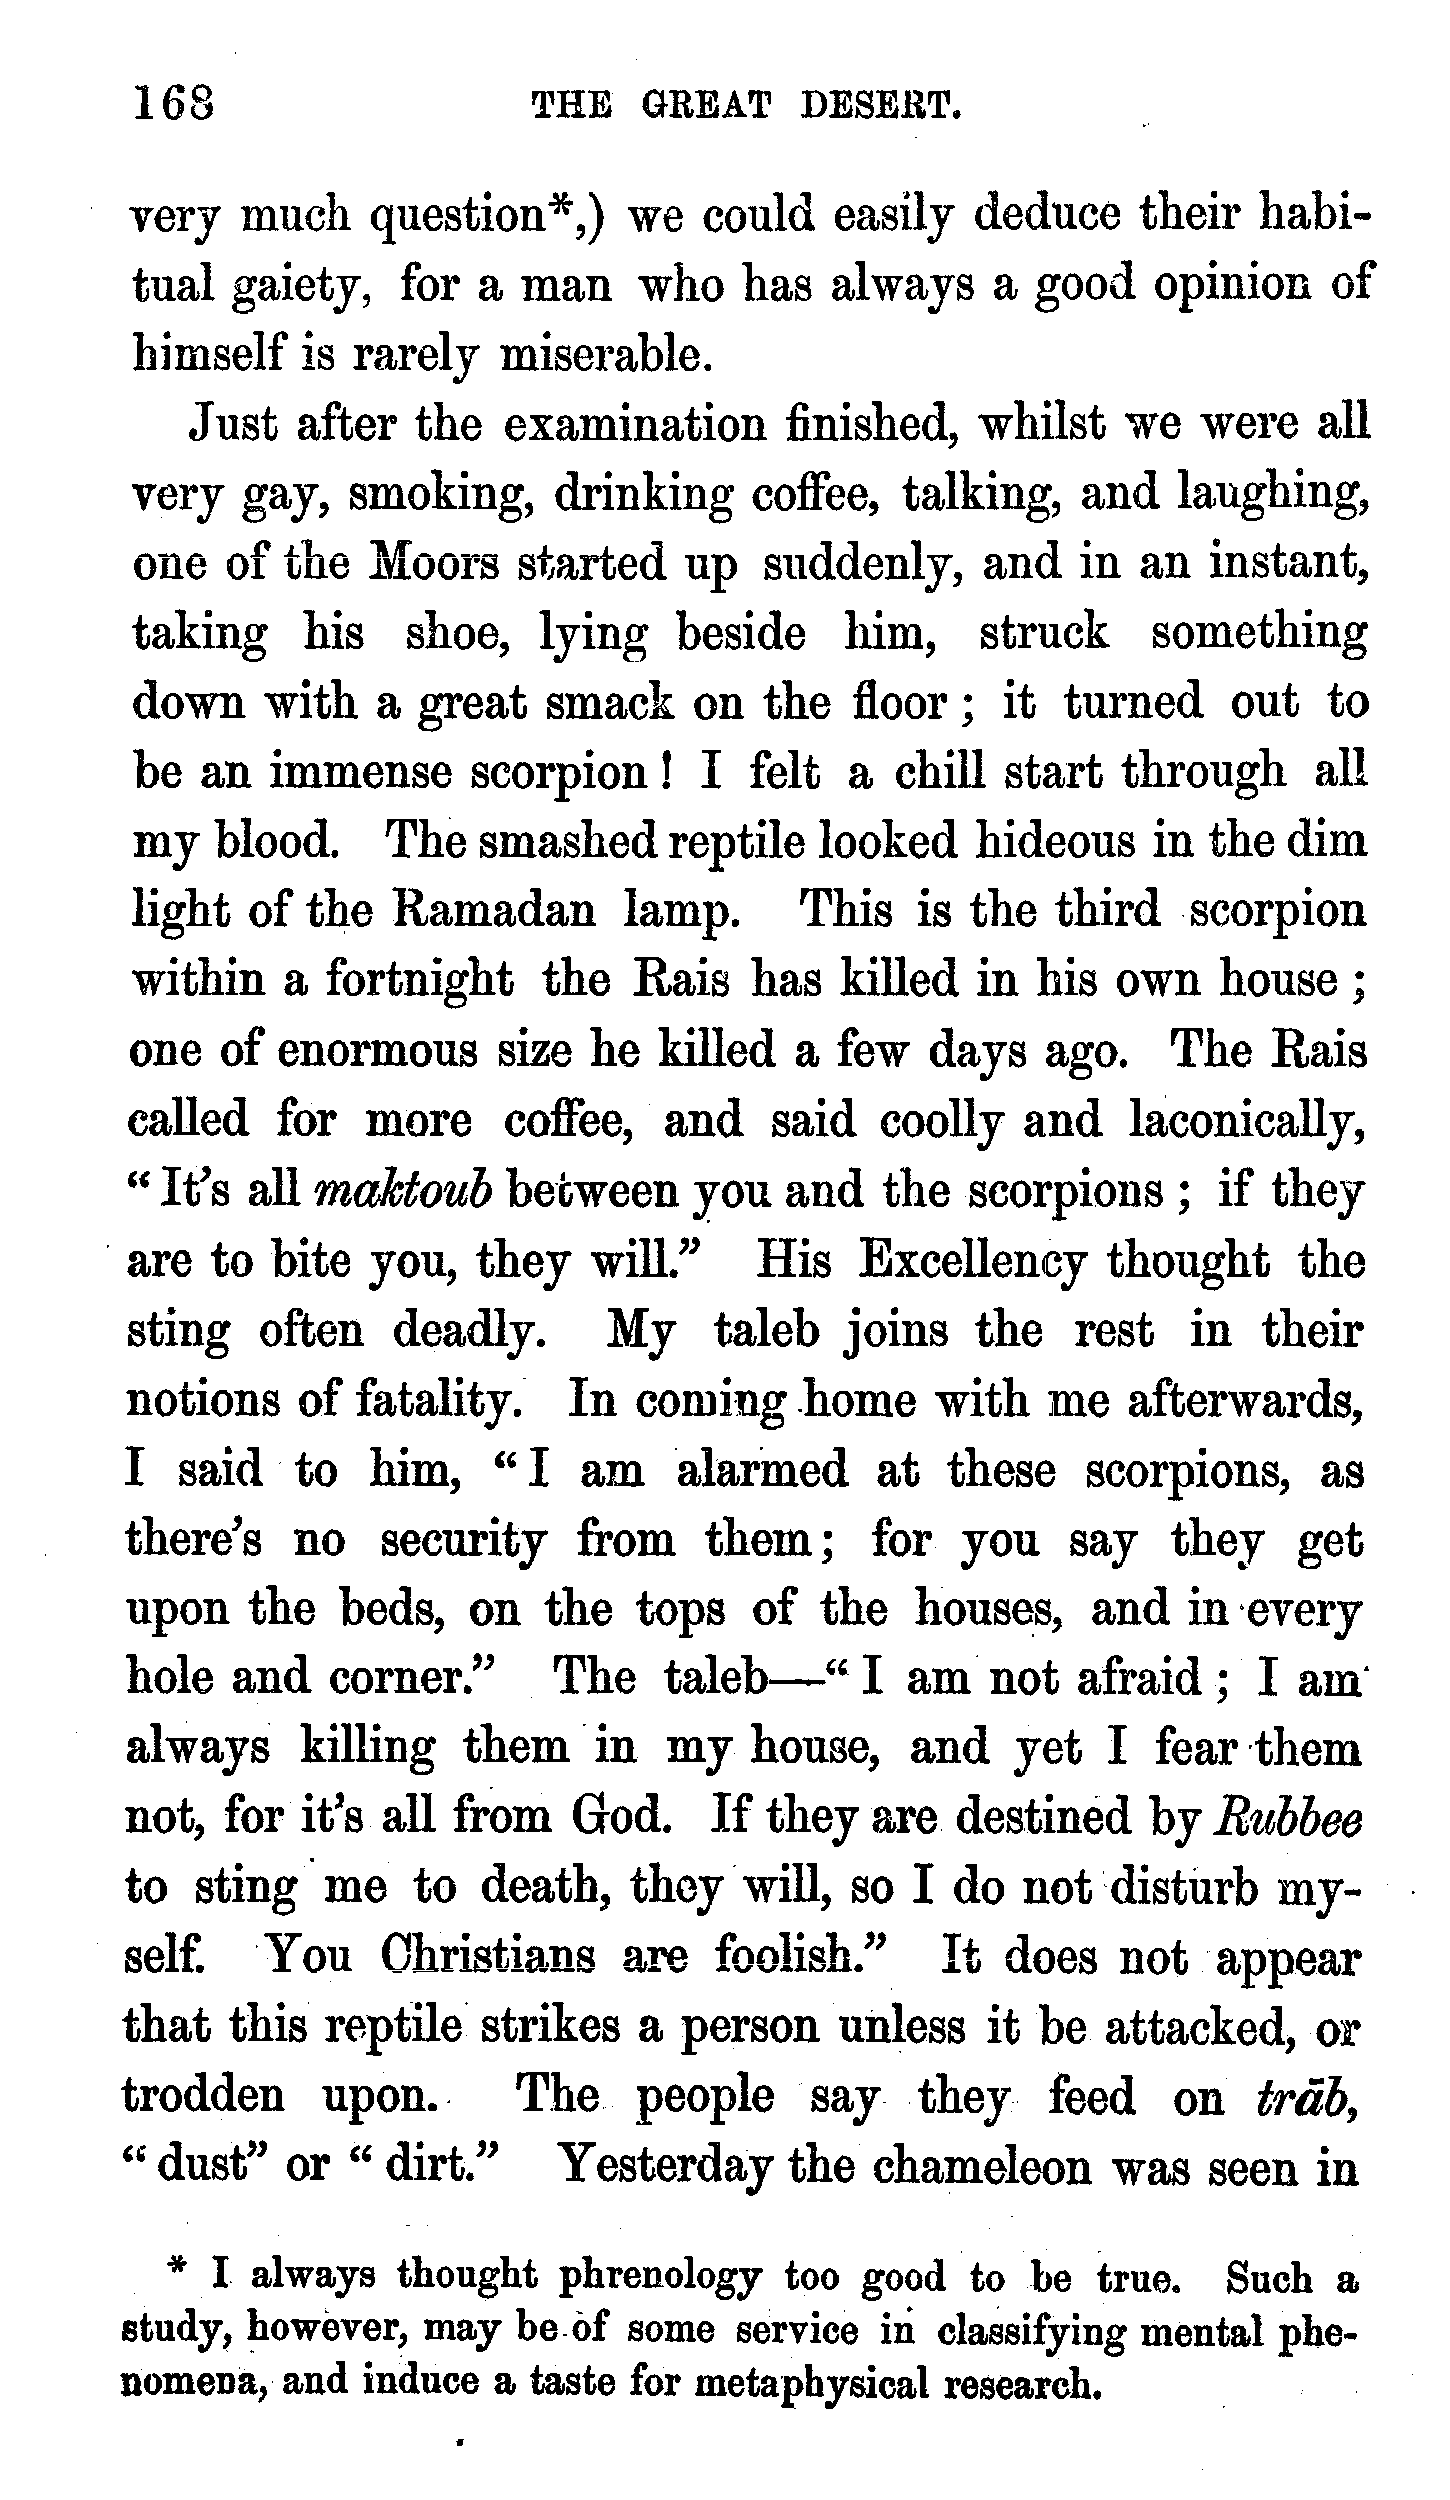 168 THE GREAT DESERT.
very much question*,) we could easily deduce their habi-
tual gaiety, for a man who has always a good opinion of
himself is rarely miserable.
Just after the examination finished, whilst we were all
very gay, smoking, drinking coffee, talking, and laughing,
one of the Moors started up suddenly, and in an instant,
taking his shoe, lying beside him, struck something
down with a great smack on the floor ; it turned out to
be an immense scorpion ! I felt a chill start through all
my blood. The smashed reptile looked hideous in the dim
light of the Ramadan lamp. This is the third scorpion
within a fortnight the Rais has killed in his own house ;
one of enormous size he killed a few days ago. The Rais
called for more coffee, and said coolly and laconically,
“ It’s all maktoub between you and the scorpions ; if they
are to bite you, they will.” His Excellency thought the
sting often deadly. My taleb joins the rest in their
notions of fatality. In coming home with me afterwards,
I said to him, “ I am alarmed at these scorpions, as
there’s no security from them ; for you say they get
upon the beds, on the tops of the houses, and in every
hole and corner.” The taleb—“ I am not afraid ; I am
always killing them in my house, and yet I fear them
not, for it’s all from God. If they are destined by Rubbee
to sting me to death, they will, so I do not disturb my-
self. You Christians are foolish.” It does not appear
that this reptile strikes a person unless it be attacked, or
trodden upon. The people say they feed on trāb,
“ dust” or “ dirt.” Yesterday the chameleon was seen in
* I always thought phrenology too good to be true. Such a
study, however, may be of some service in classifying mental phe-
nomena, and induce a taste for metaphysical research.